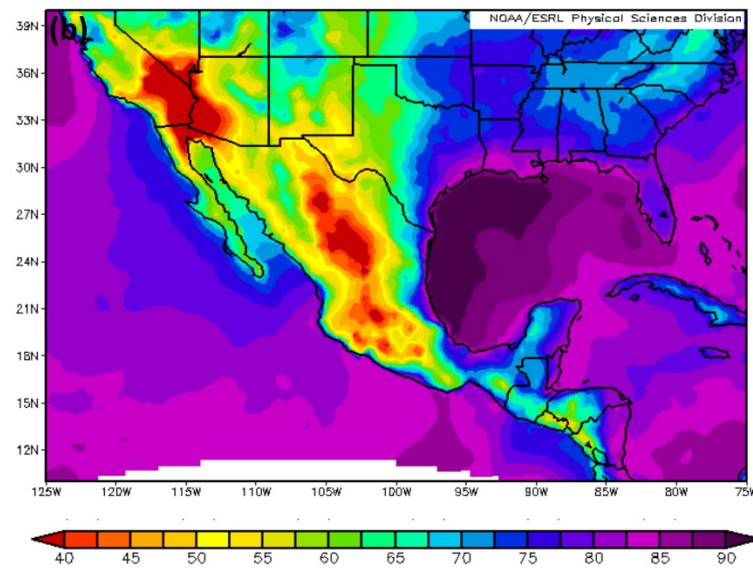 (b)
NOAA/ESRL Physical Sciences Division
39N
36N
33N
30N
27N
24N
21N
18N
15N
12N
125W 120W 115W 110W 105W 100W 95W 90W 85W 80W 75W
40 45 50 55 60 65 70 75 80 85 90